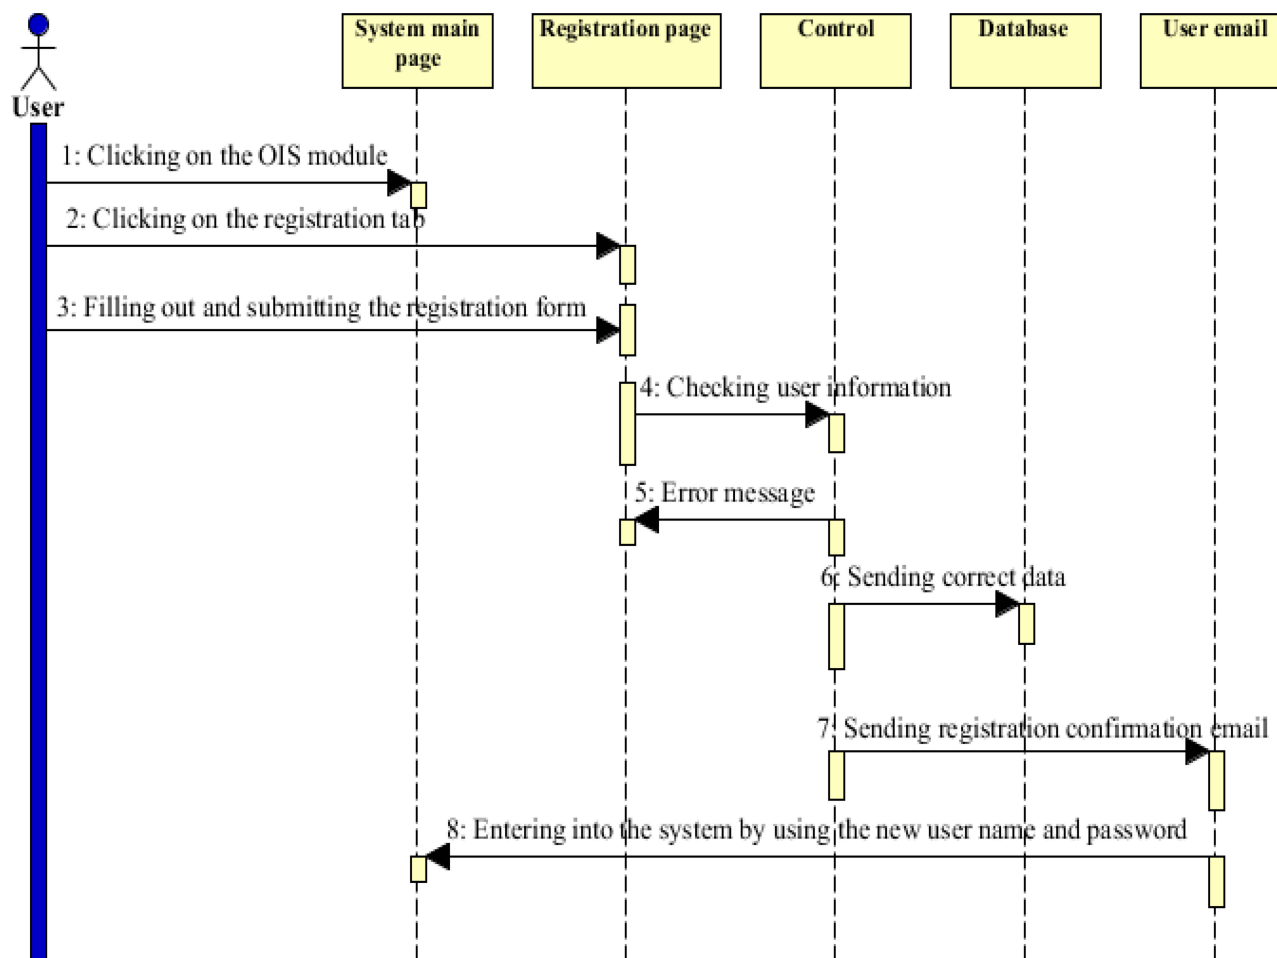 System main
page
Registration page
Control
Database
User email
User
1: Clicking on the OIS module
2: Clicking on the registration tab
3: Filling out and submitting the registration form
4: Checking user information
5: Error message
6: Sending correct data
7: Sending registration confirmation email
8: Entering into the system by using the new user name and password